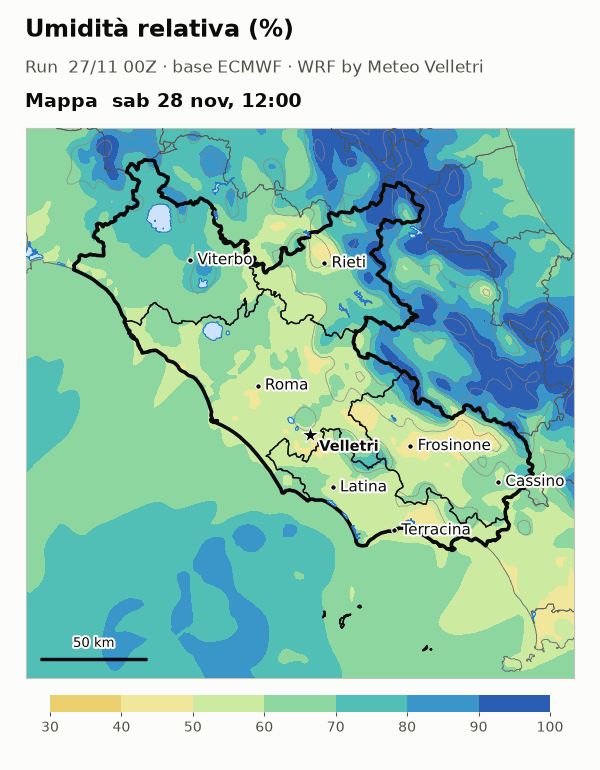 Umidità relativa (%)
Run  27/11 00Z · base ECMWF · WRF by Meteo Velletri
Mappa  sab 28 nov, 12:00
Viterbo
Rieti
Roma
Velletri
Frosinone
Cassino
Latina
Terracina
50 km
30 40 50 60 70 80 90 100